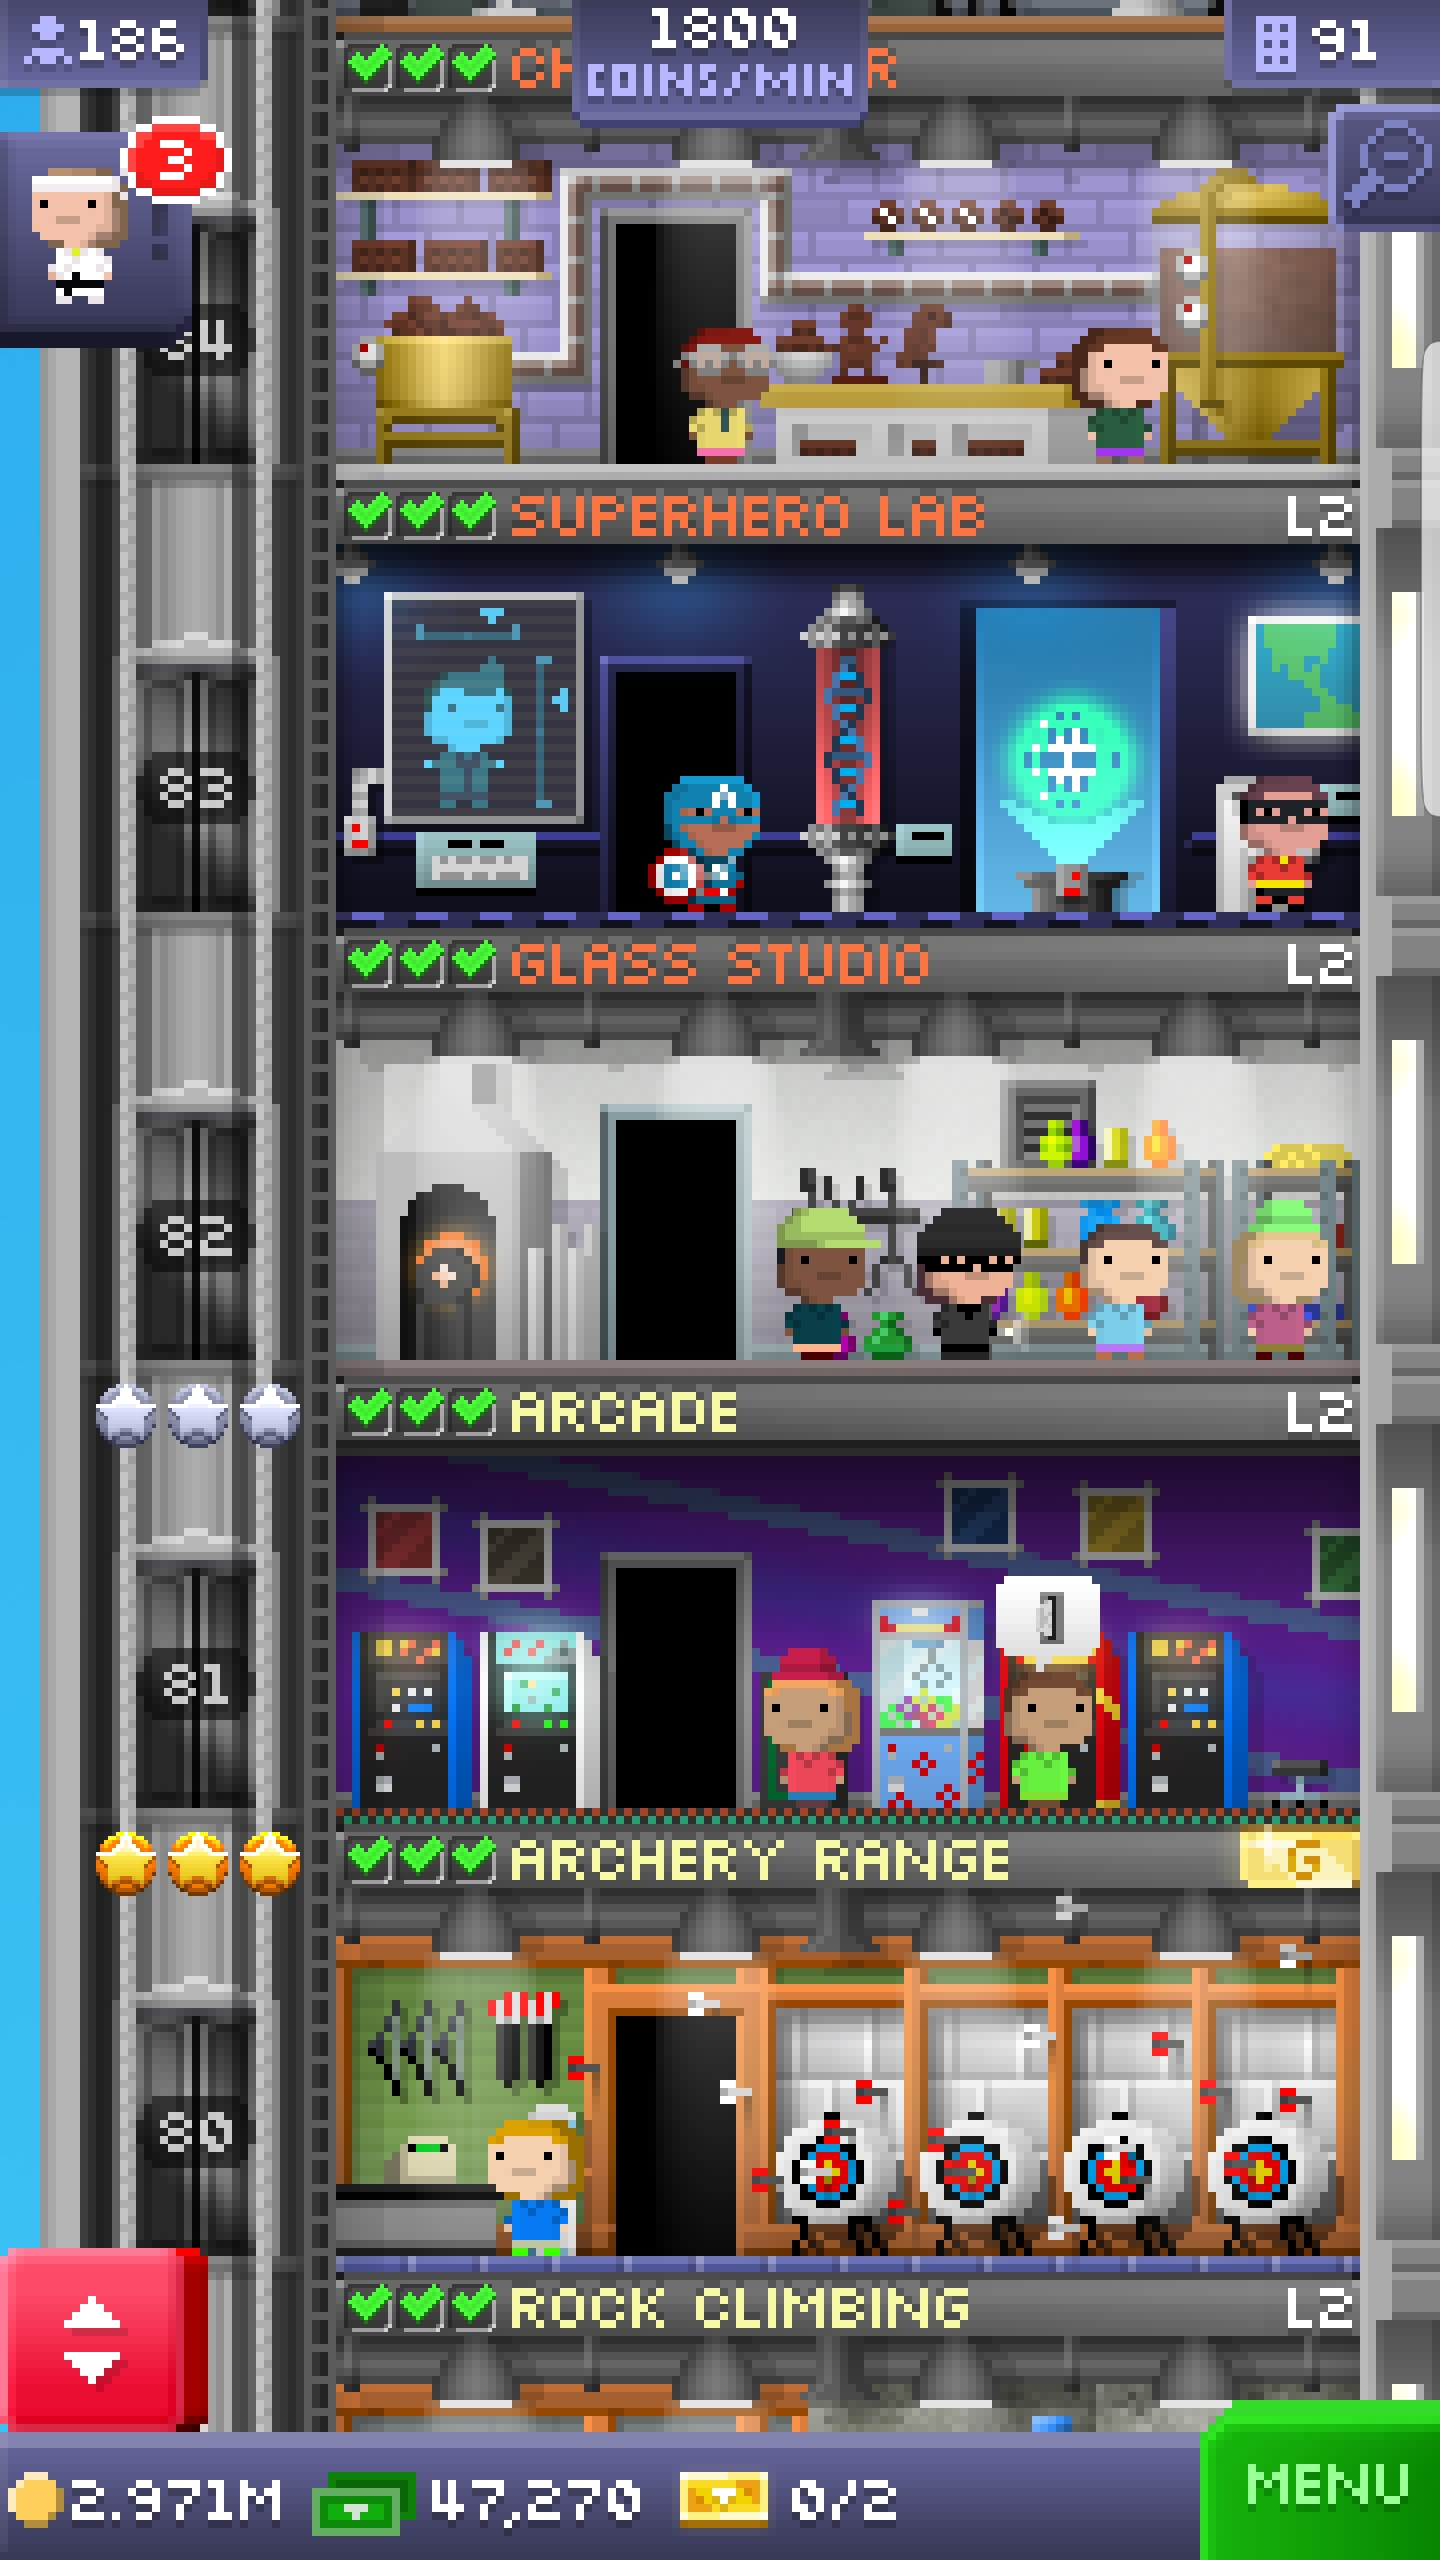 186
1800
COINS/MIN
91
CH
R
3
84
SUPERHERO LAB L2
A
83
GLASS STUDIO L2
82
ARCADE L2
81
ARCHERY RANGE G
80
ROCK CLIMBING L2
2.971M 47,270 0/2 MENU